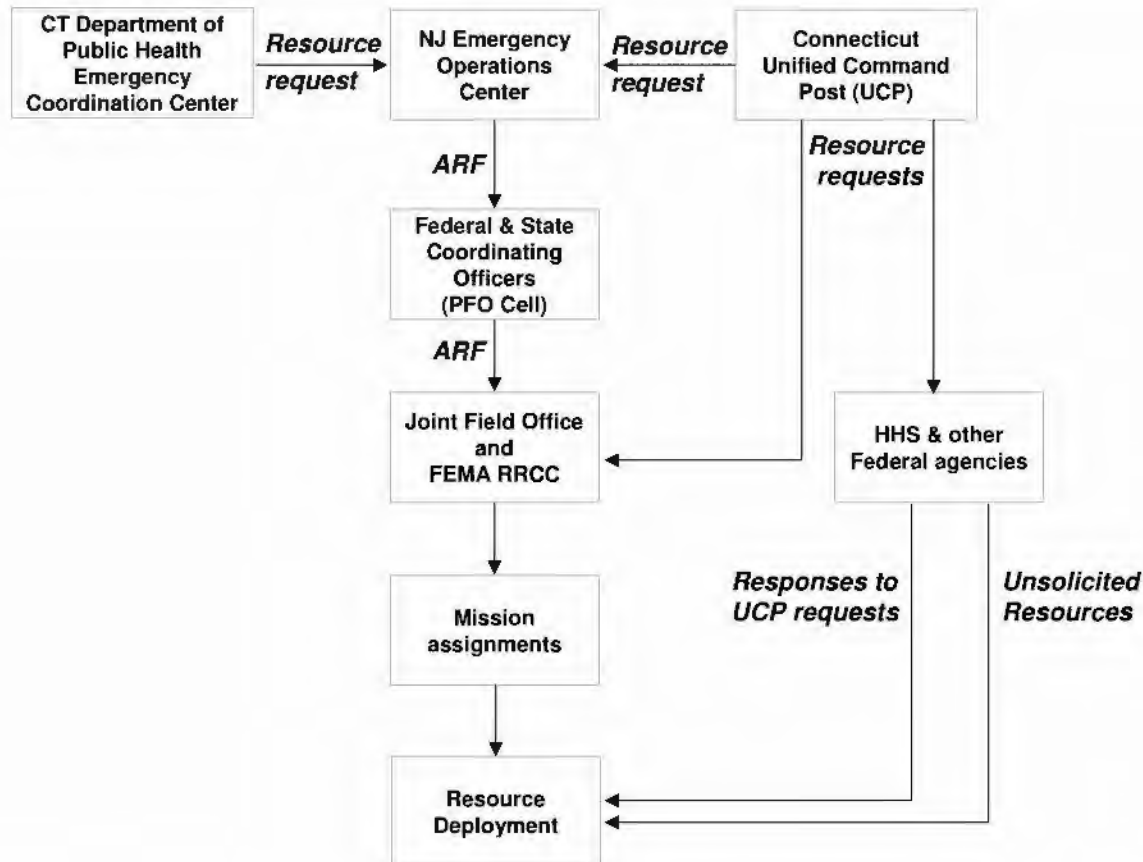 CT Department of
Public Health
Emergency
Coordination Center
Resource
request
NJ Emergency
Operations
Center
Resource
request
Connecticut
Unified Command
Post (UCP)
ARF
Resource
requests
Federal & State
Coordinating
Officers
(PFO Cell)
ARF
Joint Field Office
and
FEMA RRCC
HHS & other
Federal agencies
Mission
assignments
Responses to
UCP requests
Unsolicited
Resources
Resource
Deployment